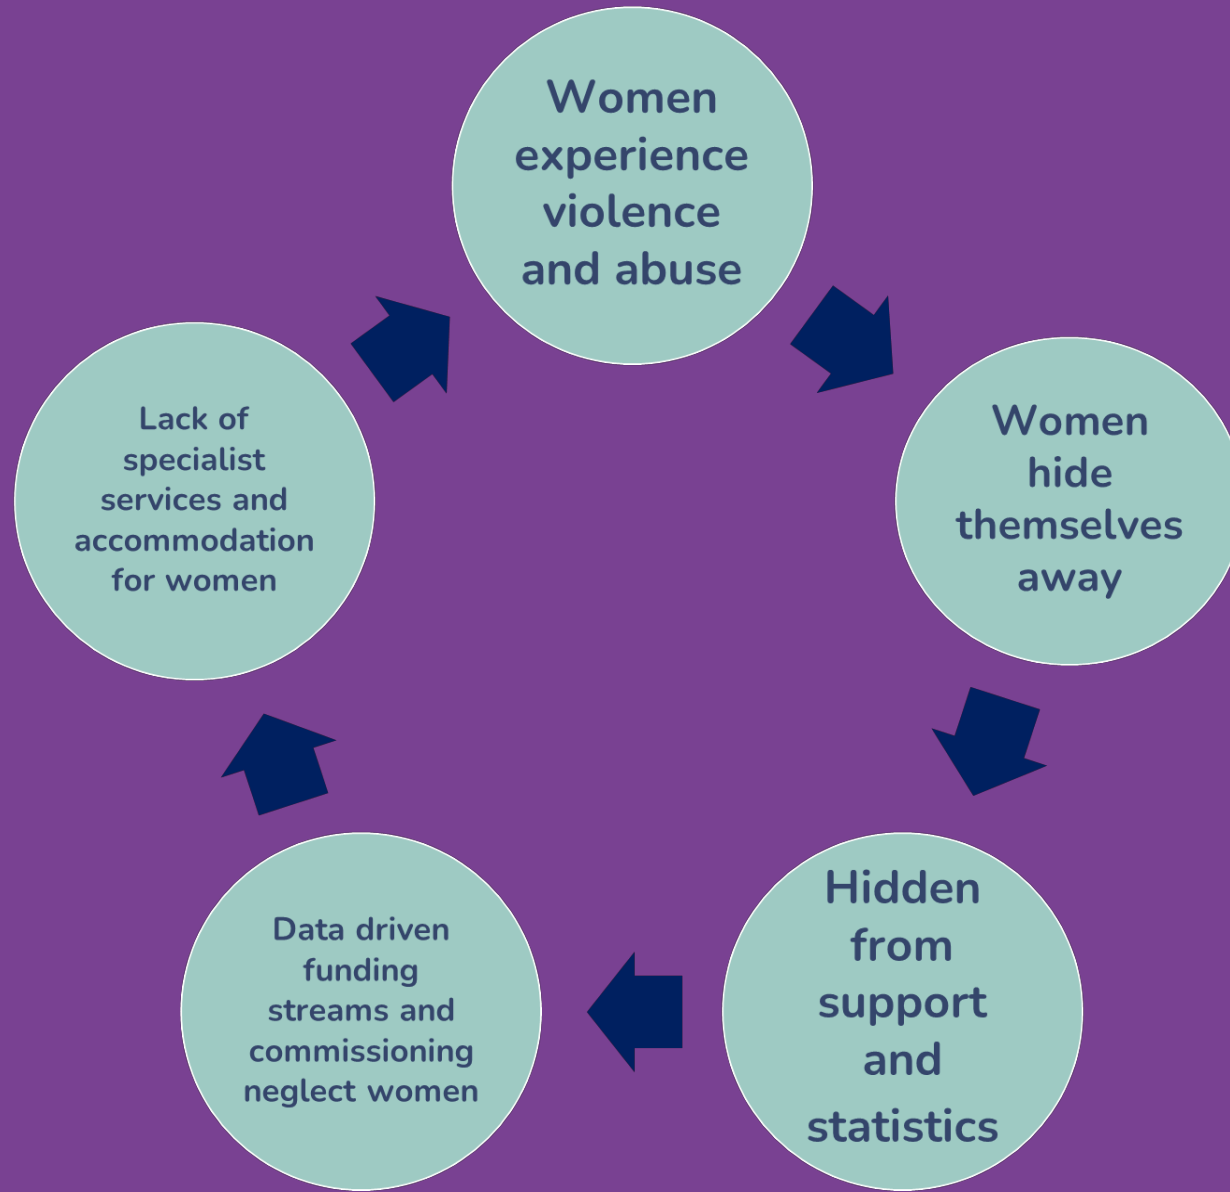 Women
experience
violence
and abuse
Women
hide
themselves
away
Hidden
from
support
and
statistics
Data driven
funding
streams and
commissioning
neglect women
Lack of
specialist
services and
accommodation
for women